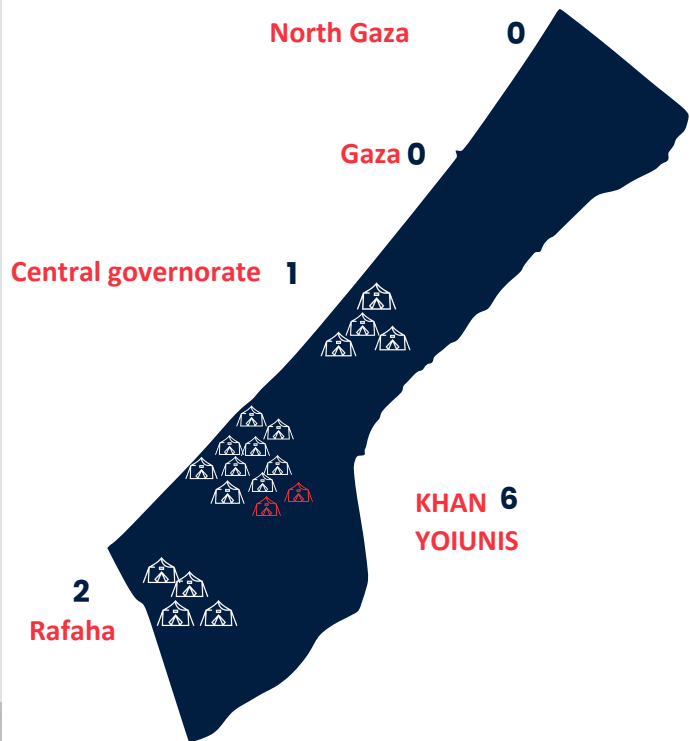 North Gaza 0
Gaza 0
Central governorate 1
KHAN 6
YOIUNIS
2
Rafaha